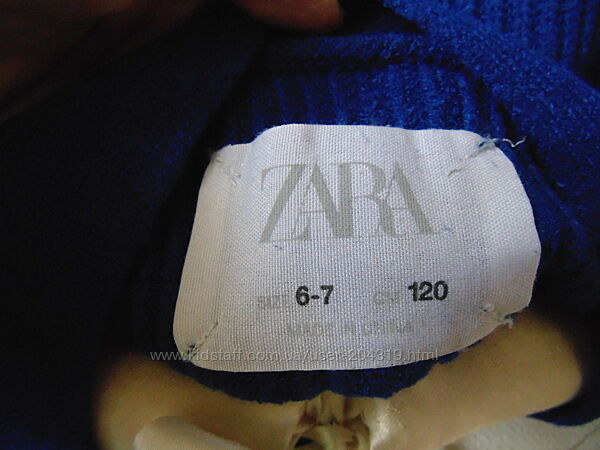 ZARA
SIZE 6-7 CM 120
MADE IN CHINA
www.kidstaff.com.ua/user-204319.html